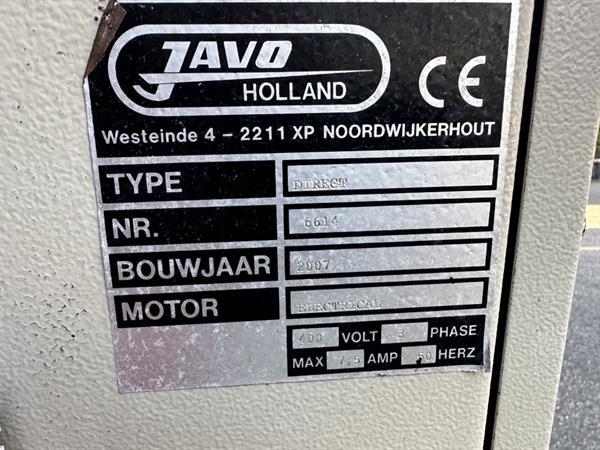 JAVO
HOLLAND
CE
Westeinde 4 - 2211 XP NOORDWIJKERHOUT
TYPE DIRECT
NR. 6614
BOUWJAAR 2007
MOTOR ELECTRICAL
400 VOLT 3 PHASE
MAX 7,5 AMP 50 HERZ